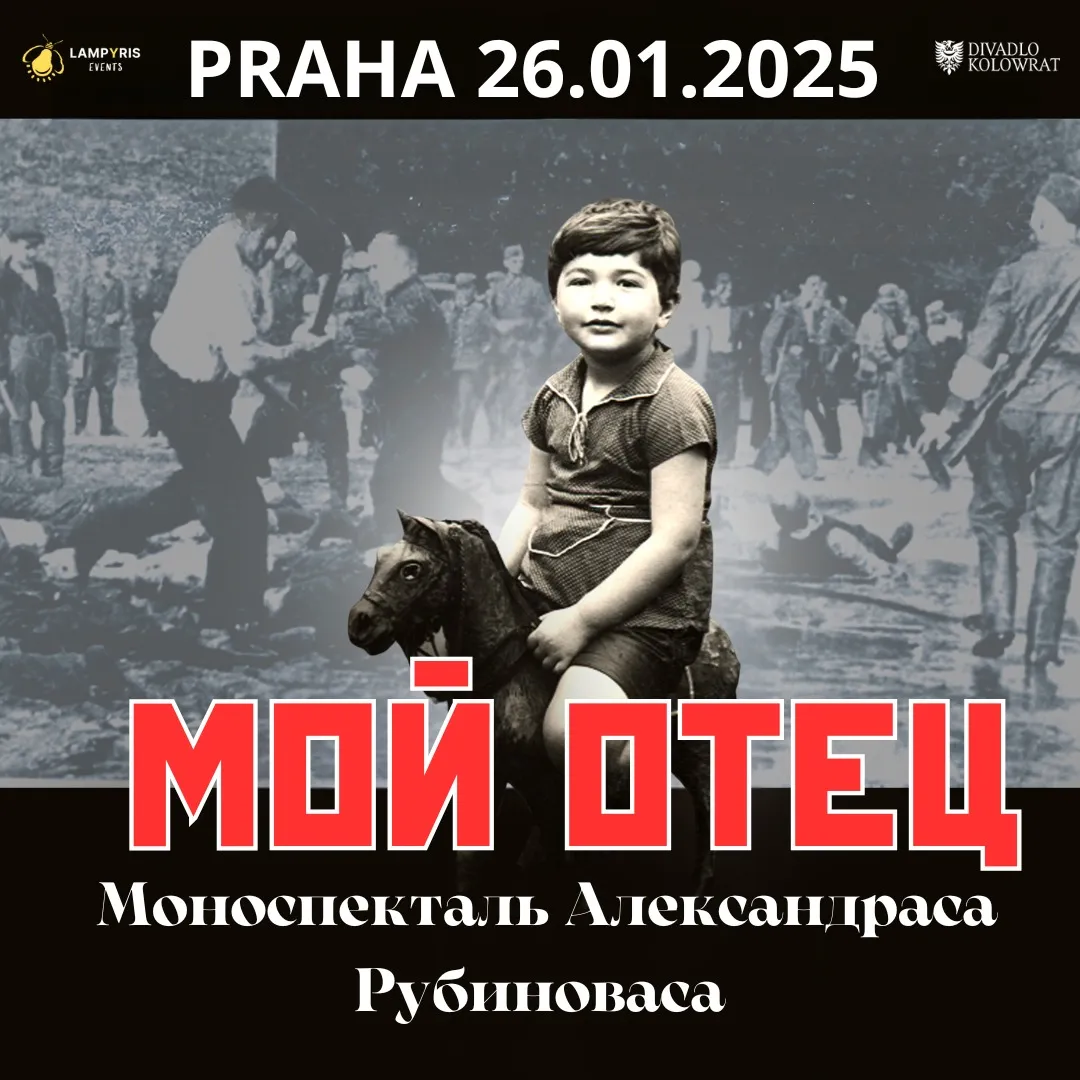 LAMPYRIS
EVENTS
PRAHA 26.01.2025
DIVADLO
KOLOWRAT
МОЙ ОТЕЦ
Моноспекталь Александраса
Рубиноваса